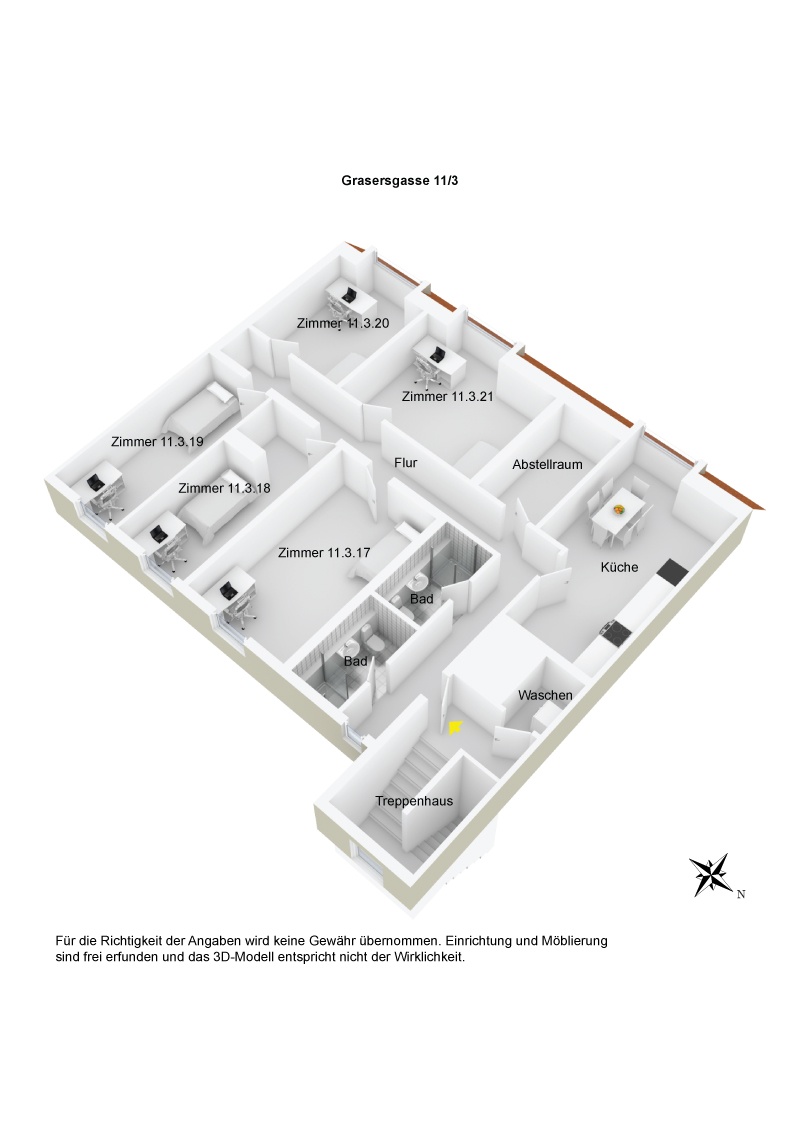 Grasersgasse 11/3
Zimmer 11.3.20
Zimmer 11.3.21
Zimmer 11.3.19
Flur
Abstellraum
Zimmer 11.3.18
Zimmer 11.3.17
Küche
Bad
Bad
Waschen
Treppenhaus
N
Für die Richtigkeit der Angaben wird keine Gewähr übernommen. Einrichtung und Möblierung
sind frei erfunden und das 3D-Modell entspricht nicht der Wirklichkeit.